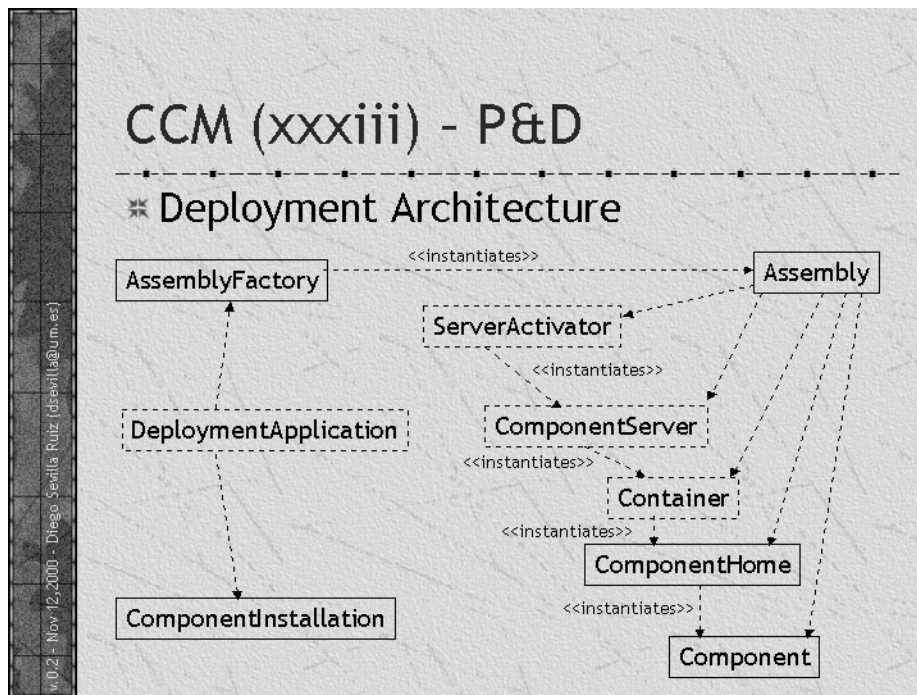 CCM (xxxiii) - P&D
Deployment Architecture
<<instantiates>>
AssemblyFactory
Assembly
ServerActivator
<<instantiates>>
DeploymentApplication
ComponentServer
<<instantiates>>
Container
<<instantiates>>
ComponentHome
<<instantiates>>
ComponentInstallation
Component
v.0.2 - Nov 12,2000 - Diego Sevilla Ruiz (dsevilla@um.es)